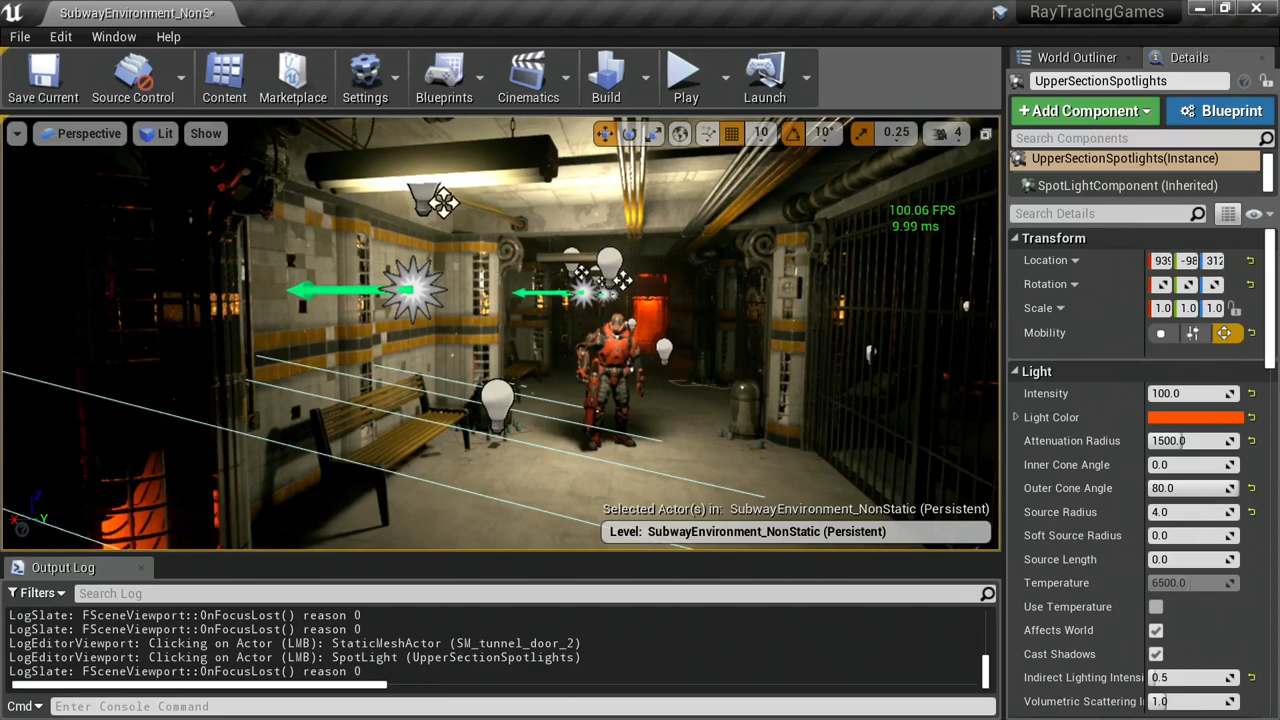 SubwayEnvironment_NonS*
RayTracingGames
File Edit Window Help
Save Current Source Control Content Marketplace Settings Blueprints Cinematics Build Play Launch
Perspective Lit Show
10 10° 0.25 4
100.06 FPS
9.99 ms
Selected Actor(s) in: SubwayEnvironment_NonStatic (Persistent)
Level: SubwayEnvironment_NonStatic (Persistent)
Output Log
Filters Search Log
LogSlate: FSceneViewport::OnFocusLost() reason 0
LogSlate: FSceneViewport::OnFocusLost() reason 0
LogEditorViewport: Clicking on Actor (LMB): StaticMeshActor (SM_tunnel_door_2)
LogEditorViewport: Clicking on Actor (LMB): SpotLight (UpperSectionSpotlights)
LogSlate: FSceneViewport::OnFocusLost() reason 0
Cmd Enter Console Command
World Outliner Details
UpperSectionSpotlights
+Add Component Blueprint
Search Components
UpperSectionSpotlights(Instance)
SpotLightComponent (Inherited)
Search Details
Transform
Location 939 -98 312
Rotation
Scale 1.0 1.0 1.0
Mobility
Light
Intensity 100.0
Light Color
Attenuation Radius 1500.0
Inner Cone Angle 0.0
Outer Cone Angle 80.0
Source Radius 4.0
Soft Source Radius 0.0
Source Length 0.0
Temperature 6500.0
Use Temperature
Affects World
Cast Shadows
Indirect Lighting Intensi 0.5
Volumetric Scattering I 1.0